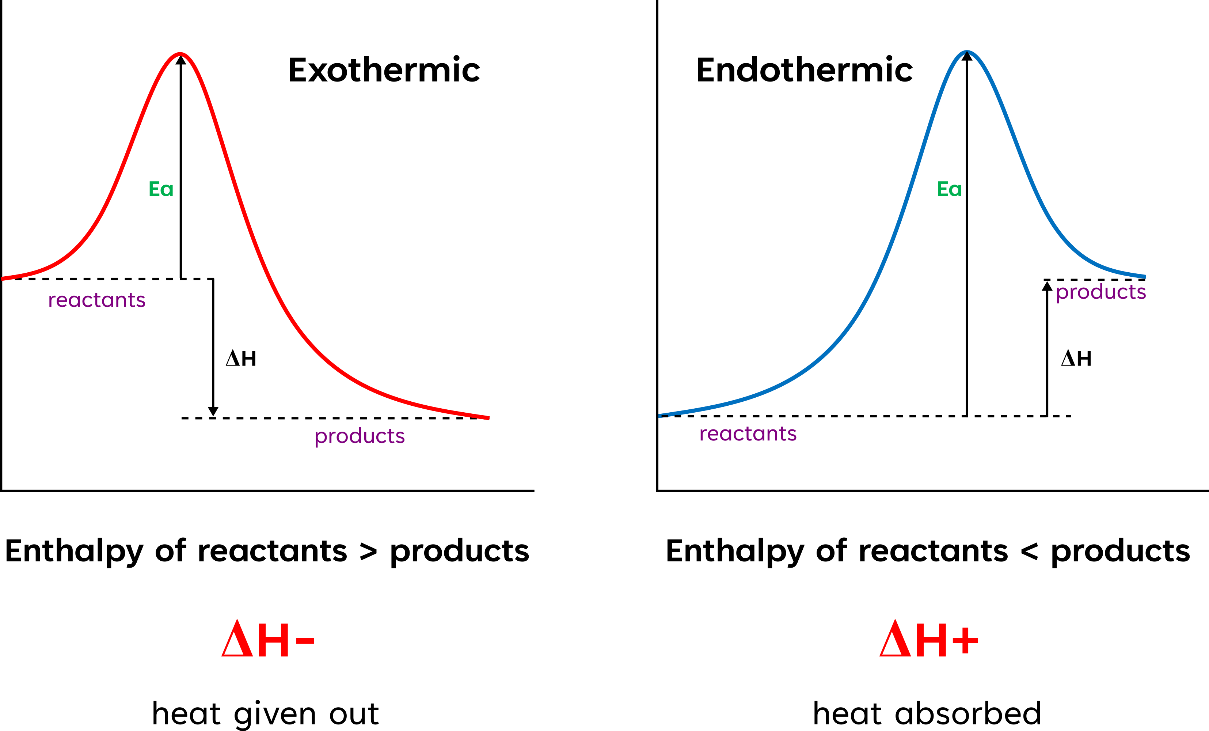 Exothermic
Ea
reactants
ΔH
products
Enthalpy of reactants > products
ΔH-
heat given out
Endothermic
Ea
products
ΔH
reactants
Enthalpy of reactants < products
ΔH+
heat absorbed